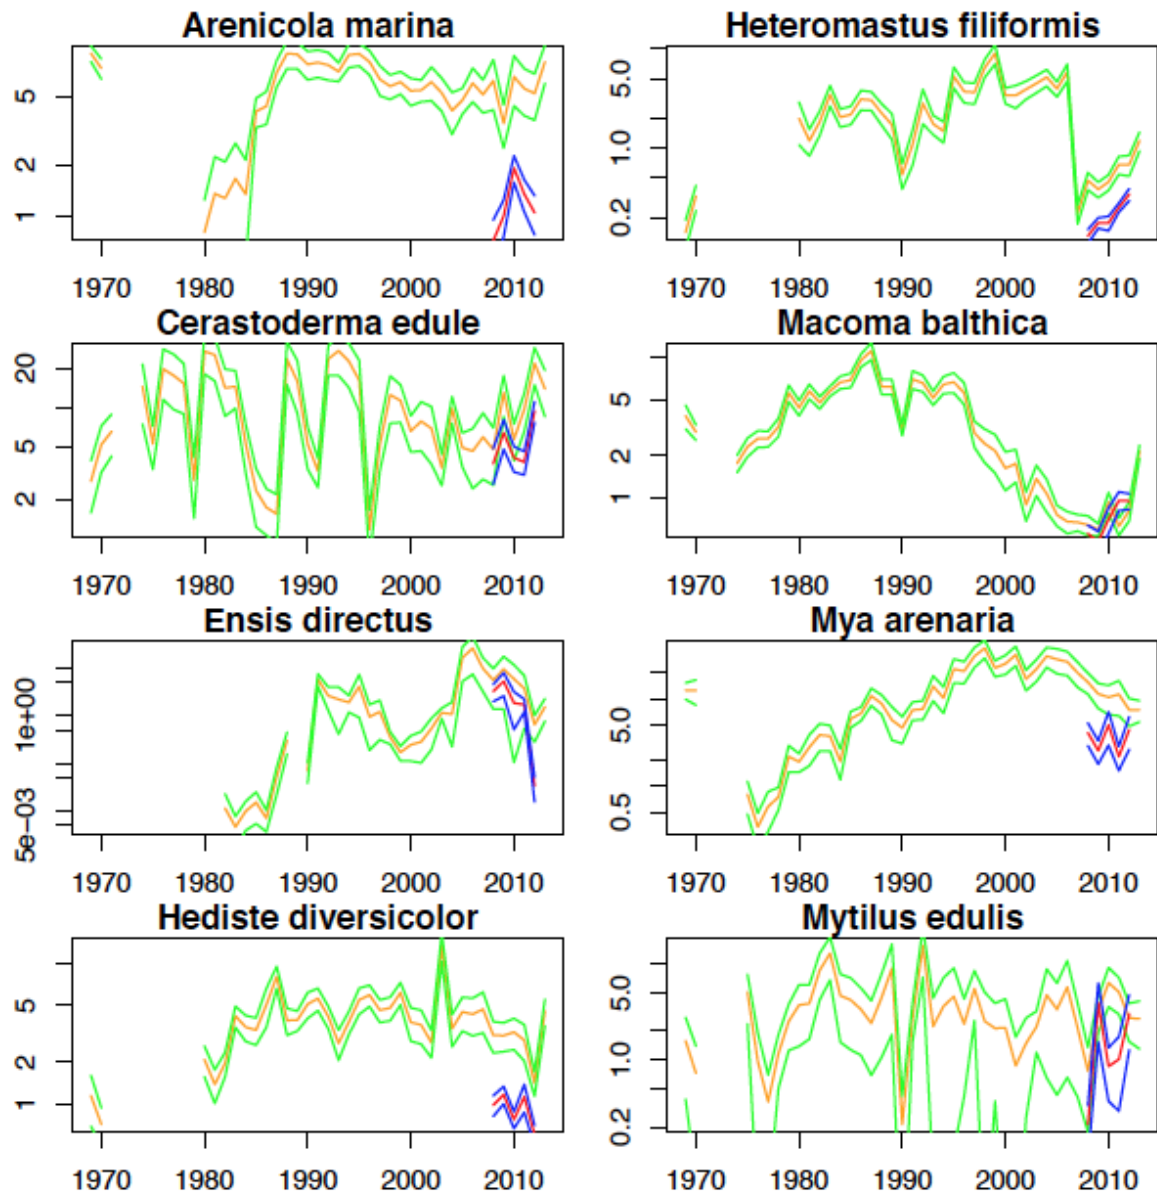 Arenicola marina
Heteromastus filiformis
5
2
1
5.0
1.0
0.2
1970 1980 1990 2000 2010
1970 1980 1990 2000 2010
Cerastoderma edule
Macoma balthica
20
5
2
5
2
1
1970 1980 1990 2000 2010
1970 1980 1990 2000 2010
Ensis directus
Mya arenaria
1e+00
5e−03
5.0
0.5
1970 1980 1990 2000 2010
1970 1980 1990 2000 2010
Hediste diversicolor
Mytilus edulis
5
2
1
5.0
1.0
0.2
1970 1980 1990 2000 2010
1970 1980 1990 2000 2010